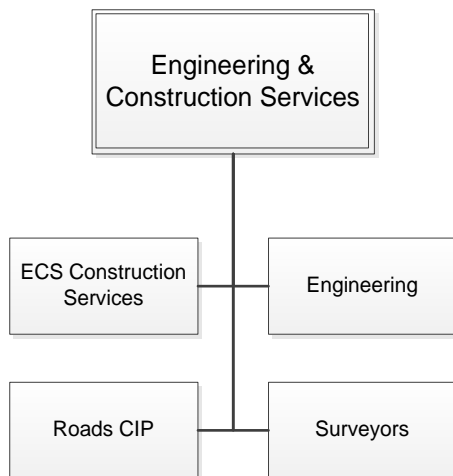 Engineering &
Construction Services
ECS Construction
Services
Engineering
Roads CIP
Surveyors